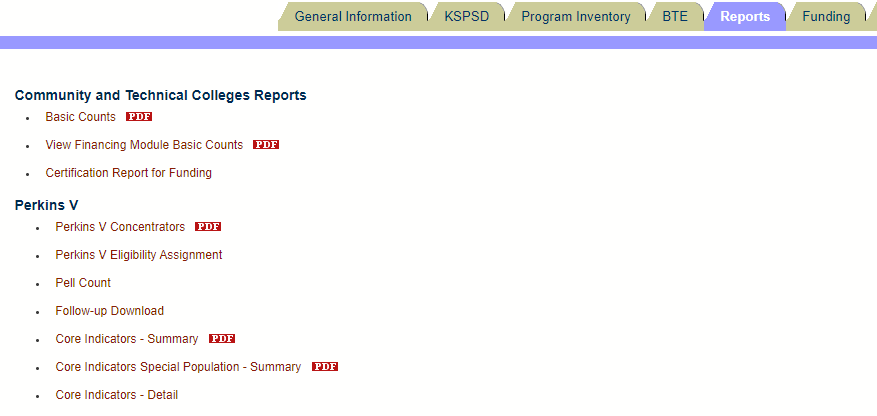 General Information KSPSD Program Inventory BTE Reports Funding
Community and Technical Colleges Reports
Basic Counts PDF
View Financing Module Basic Counts PDF
Certification Report for Funding
Perkins V
Perkins V Concentrators PDF
Perkins V Eligibility Assignment
Pell Count
Follow-up Download
Core Indicators - Summary PDF
Core Indicators Special Population - Summary PDF
Core Indicators - Detail